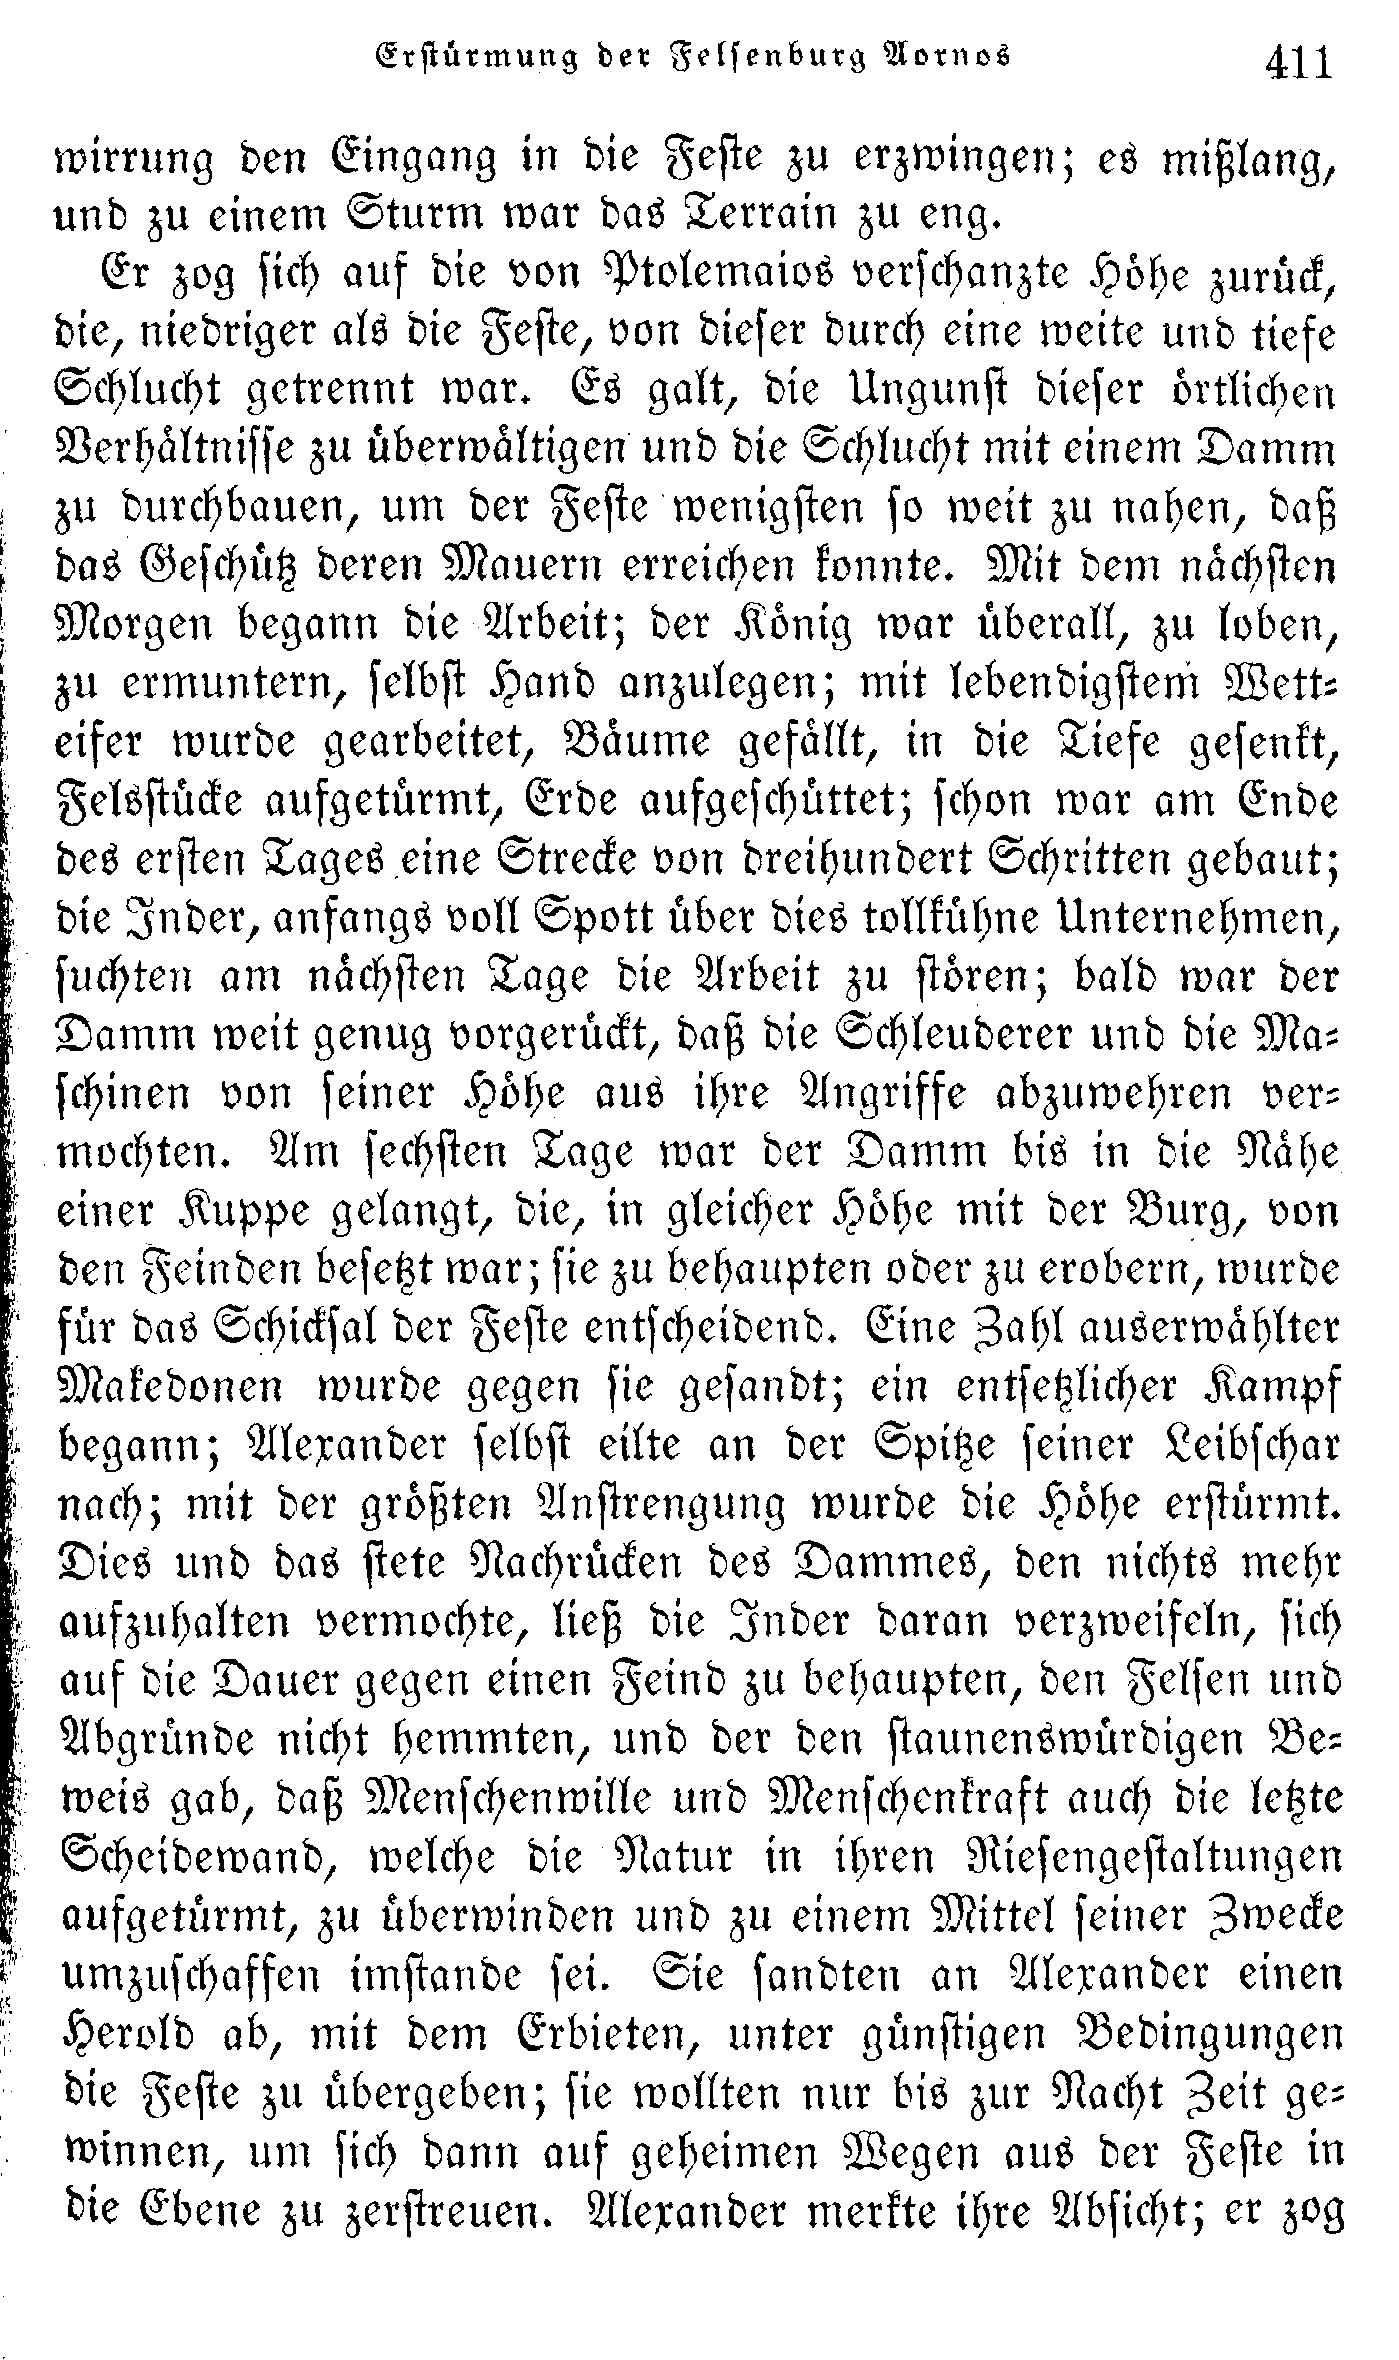 Erstürmung der Felsenburg Aornos 411
wirrung den Eingang in die Feste zu erzwingen; es mißlang,
und zu einem Sturm war das Terrain zu eng.
Er zog sich auf die von Ptolemaios verschanzte Höhe zurück,
die, niedriger als die Feste, von dieser durch eine weite und tiefe
Schlucht getrennt war. Es galt, die Ungunst dieser örtlichen
Verhältnisse zu überwältigen und die Schlucht mit einem Damm
zu durchbauen, um der Feste wenigsten so weit zu nahen, daß
das Geschütz deren Mauern erreichen konnte. Mit dem nächsten
Morgen begann die Arbeit; der König war überall, zu loben,
zu ermuntern, selbst Hand anzulegen; mit lebendigstem Wett-
eifer wurde gearbeitet, Bäume gefällt, in die Tiefe gesenkt,
Felsstücke aufgetürmt, Erde aufgeschüttet; schon war am Ende
des ersten Tages eine Strecke von dreihundert Schritten gebaut;
die Inder, anfangs voll Spott über dies tollkühne Unternehmen,
suchten am nächsten Tage die Arbeit zu stören; bald war der
Damm weit genug vorgerückt, daß die Schleuderer und die Ma-
schinen von seiner Höhe aus ihre Angriffe abzuwehren ver-
mochten. Am sechsten Tage war der Damm bis in die Nähe
einer Kuppe gelangt, die, in gleicher Höhe mit der Burg, von
den Feinden besetzt war; sie zu behaupten oder zu erobern, wurde
für das Schicksal der Feste entscheidend. Eine Zahl auserwählter
Makedonen wurde gegen sie gesandt; ein entsetzlicher Kampf
begann; Alexander selbst eilte an der Spitze seiner Leibschar
nach; mit der größten Anstrengung wurde die Höhe erstürmt.
Dies und das stete Nachrücken des Dammes, den nichts mehr
aufzuhalten vermochte, ließ die Inder daran verzweifeln, sich
auf die Dauer gegen einen Feind zu behaupten, den Felsen und
Abgründe nicht hemmten, und der den staunenswürdigen Be-
weis gab, daß Menschenwille und Menschenkraft auch die letzte
Scheidewand, welche die Natur in ihren Riesengestaltungen
aufgetürmt, zu überwinden und zu einem Mittel seiner Zwecke
umzuschaffen imstande sei. Sie sandten an Alexander einen
Herold ab, mit dem Erbieten, unter günstigen Bedingungen
die Feste zu übergeben; sie wollten nur bis zur Nacht Zeit ge-
winnen, um sich dann auf geheimen Wegen aus der Feste in
die Ebene zu zerstreuen. Alexander merkte ihre Absicht; er zog